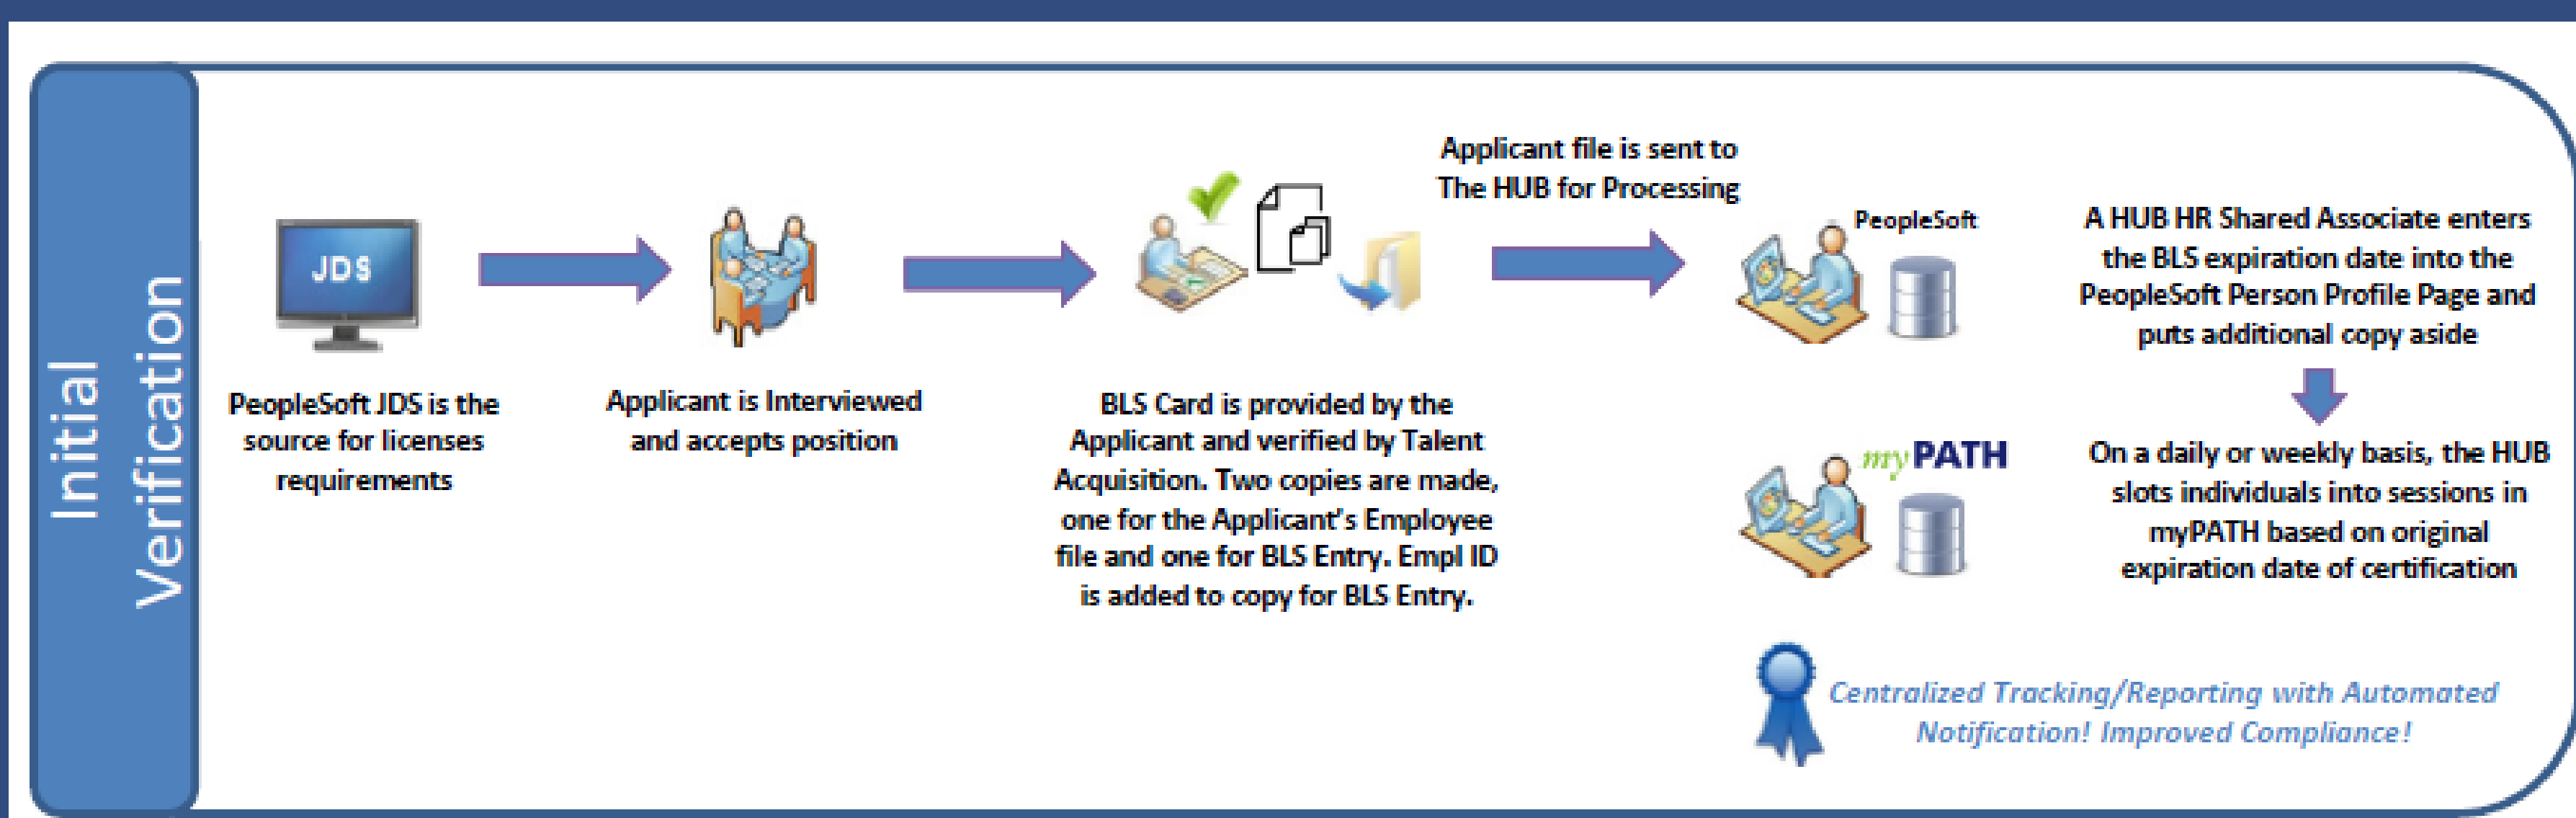 Initial
Verification
JDS
PeopleSoft JDS is the
source for licenses
requirements
Applicant is Interviewed
and accepts position
BLS Card is provided by the
Applicant and verified by Talent
Acquisition. Two copies are made,
one for the Applicant's Employee
file and one for BLS Entry. Empl ID
is added to copy for BLS Entry.
Applicant file is sent to
The HUB for Processing
PeopleSoft
A HUB HR Shared Associate enters
the BLS expiration date into the
PeopleSoft Person Profile Page and
puts additional copy aside
myPATH
On a daily or weekly basis, the HUB
slots individuals into sessions in
myPATH based on original
expiration date of certification
Centralized Tracking/Reporting with Automated
Notification! Improved Compliance!